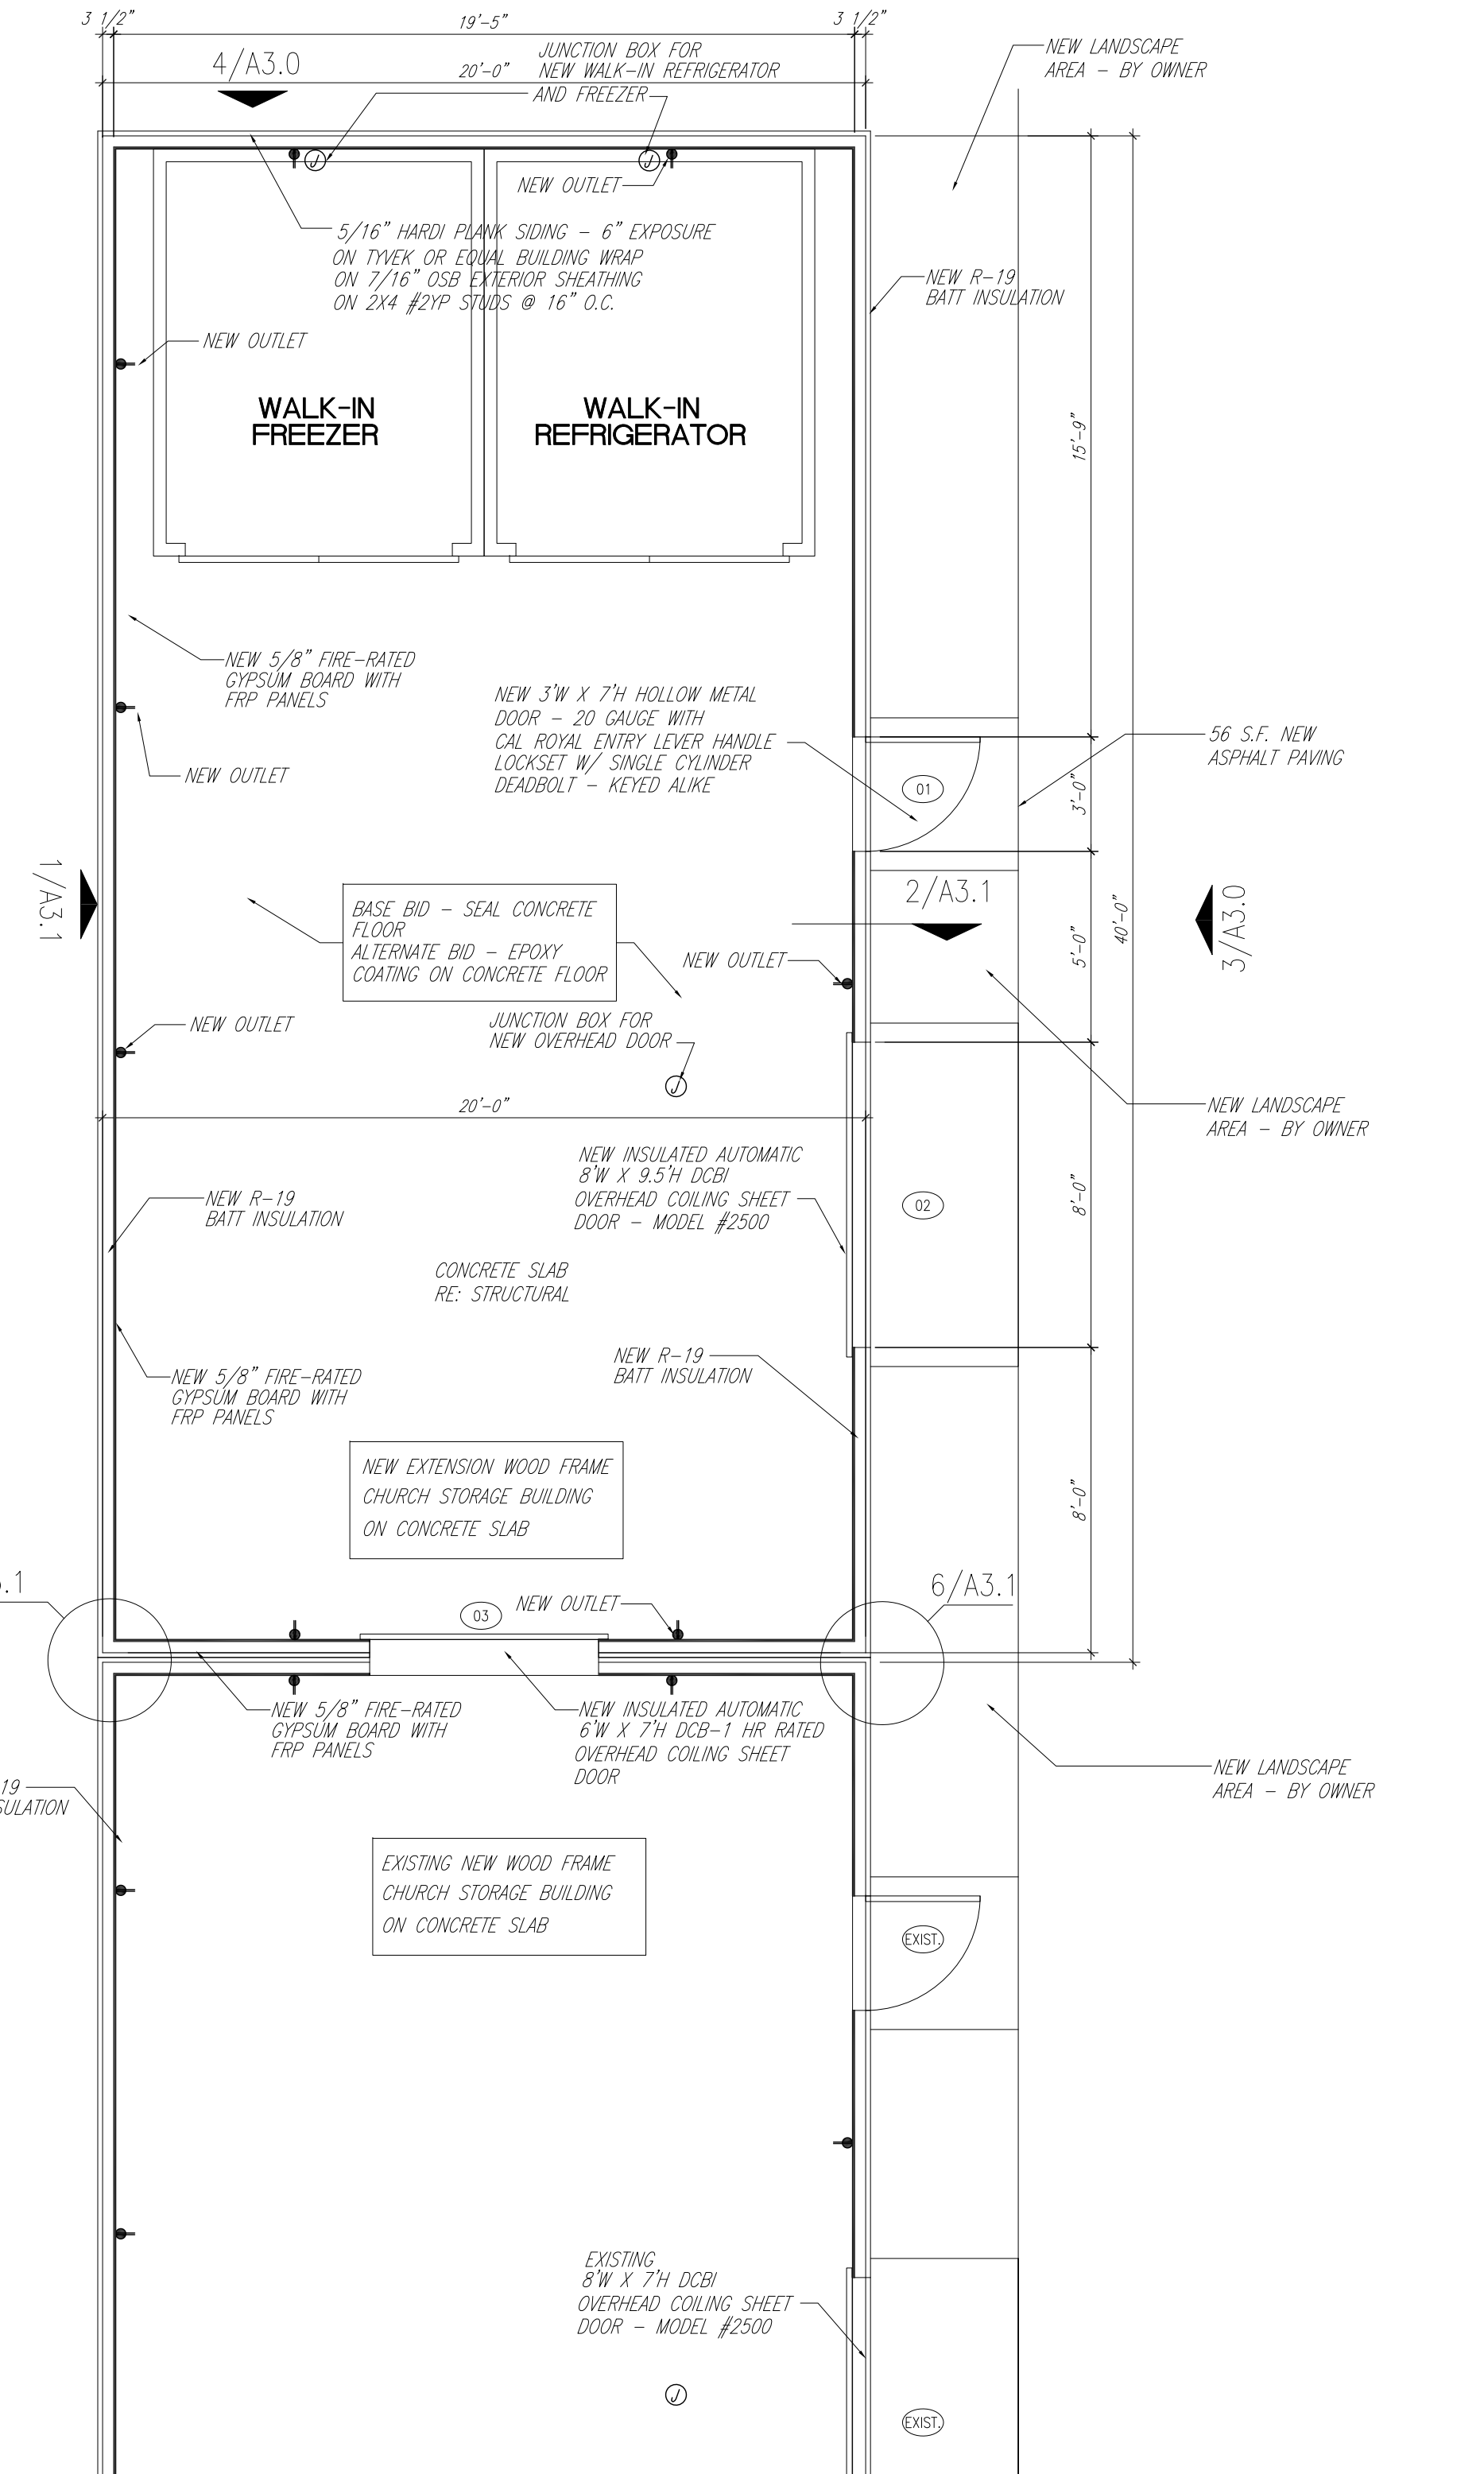 3 1/2"
19'-5"
3 1/2"
4/A3.0
20'-0"
JUNCTION BOX FOR
NEW WALK-IN REFRIGERATOR
AND FREEZER
NEW LANDSCAPE
AREA - BY OWNER
J
J
NEW OUTLET
5/16" HARDI PLANK SIDING - 6" EXPOSURE
ON TYVEK OR EQUAL BUILDING WRAP
ON 7/16" OSB EXTERIOR SHEATHING
ON 2X4 #2YP STUDS @ 16" O.C.
NEW R-19
BATT INSULATION
NEW OUTLET
WALK-IN
FREEZER
WALK-IN
REFRIGERATOR
15'-9"
NEW 5/8" FIRE-RATED
GYPSUM BOARD WITH
FRP PANELS
NEW 3'W X 7'H HOLLOW METAL
DOOR - 20 GAUGE WITH
CAL ROYAL ENTRY LEVER HANDLE
LOCKSET W/ SINGLE CYLINDER
DEADBOLT - KEYED ALIKE
56 S.F. NEW
ASPHALT PAVING
NEW OUTLET
01
3'-0"
1/A3.1
BASE BID - SEAL CONCRETE
FLOOR
ALTERNATE BID - EPOXY
COATING ON CONCRETE FLOOR
2/A3.1
5'-0"
40'-0"
3/A3.0
NEW OUTLET
NEW OUTLET
JUNCTION BOX FOR
NEW OVERHEAD DOOR
J
20'-0"
NEW LANDSCAPE
AREA - BY OWNER
NEW INSULATED AUTOMATIC
8'W X 9.5'H DCBI
OVERHEAD COILING SHEET
DOOR - MODEL #2500
02
8'-0"
NEW R-19
BATT INSULATION
CONCRETE SLAB
RE: STRUCTURAL
NEW R-19
BATT INSULATION
NEW 5/8" FIRE-RATED
GYPSUM BOARD WITH
FRP PANELS
NEW EXTENSION WOOD FRAME
CHURCH STORAGE BUILDING
ON CONCRETE SLAB
8'-0"
.1
6/A3.1
03
NEW OUTLET
NEW 5/8" FIRE-RATED
GYPSUM BOARD WITH
FRP PANELS
NEW INSULATED AUTOMATIC
6'W X 7'H DCB-1 HR RATED
OVERHEAD COILING SHEET
DOOR
NEW LANDSCAPE
AREA - BY OWNER
19
SULATION
EXISTING NEW WOOD FRAME
CHURCH STORAGE BUILDING
ON CONCRETE SLAB
EXIST.
EXISTING
8'W X 7'H DCBI
OVERHEAD COILING SHEET
DOOR - MODEL #2500
J
EXIST.